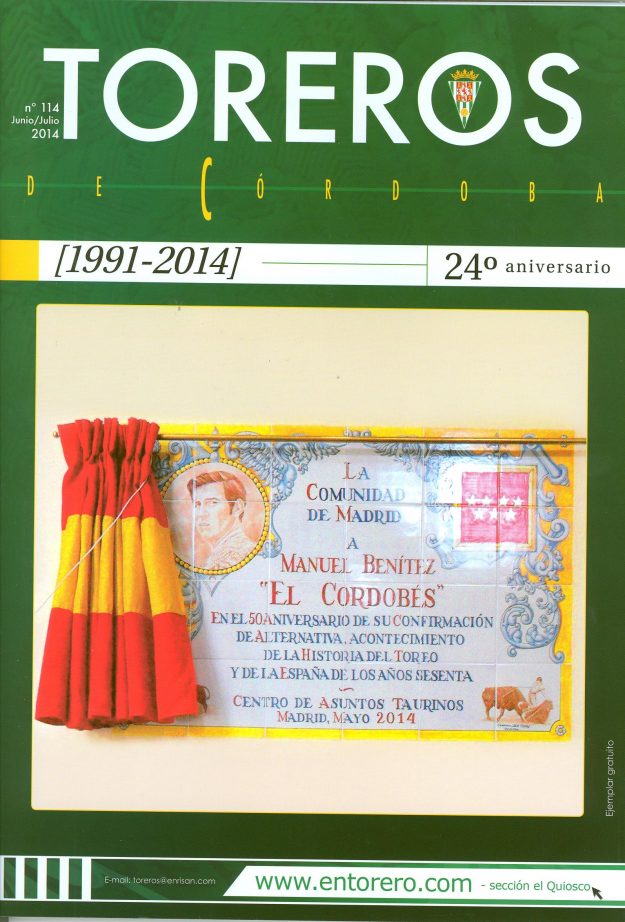 nº 114
Junio/Julio
2014
TOREROS
DE CÓRDOBA
[1991-2014]
24º aniversario
LA
COMUNIDAD
DE MADRID
A
MANUEL BENÍTEZ
"EL CORDOBÉS"
EN EL 50 ANIVERSARIO DE SU CONFIRMACIÓN
DE ALTERNATIVA, ACONTECIMIENTO
DE LA HISTORIA DEL TOREO
Y DE LA ESPAÑA DE LOS AÑOS SESENTA
CENTRO DE ASUNTOS TAURINOS
MADRID, MAYO 2014
Ejemplar gratuito
E-mail: toreros@enrisan.com
www.entorero.com - sección el Quiosco